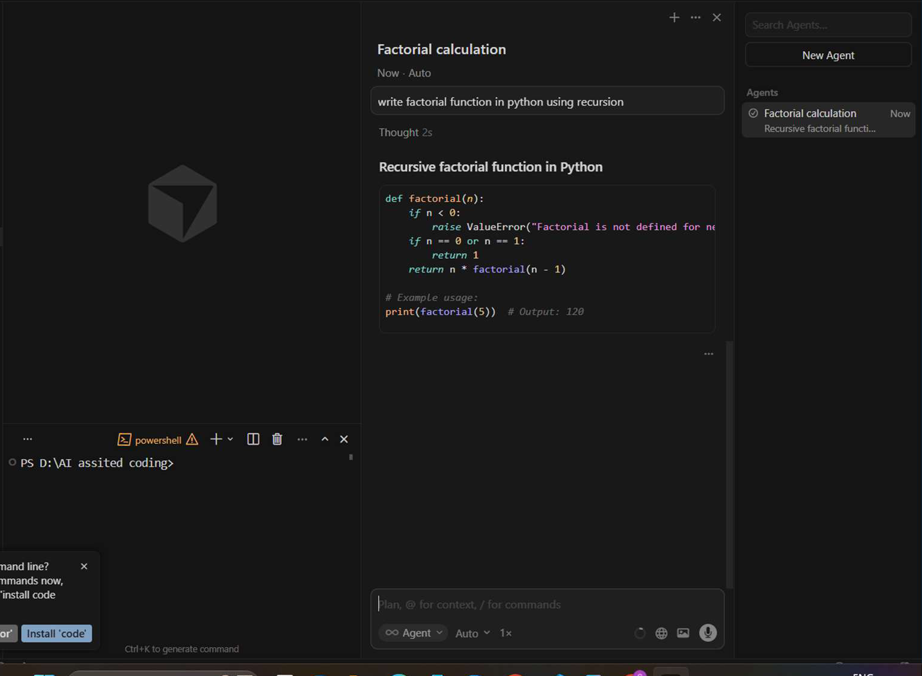 Factorial calculation
Now · Auto
write factorial function in python using recursion
Thought 2s
Recursive factorial function in Python
def factorial(n):
    if n < 0:
        raise ValueError("Factorial is not defined for ne
    if n == 0 or n == 1:
        return 1
    return n * factorial(n - 1)
# Example usage:
print(factorial(5))  # Output: 120
Plan, @ for context, / for commands
Agent
Auto
1×
Search Agents...
New Agent
Agents
Factorial calculation Now
Recursive factorial functi...
powershell
PS D:\AI assited coding>
mand line?
mmands now,
'install code
or'
Install 'code'
Ctrl+K to generate command
ENG